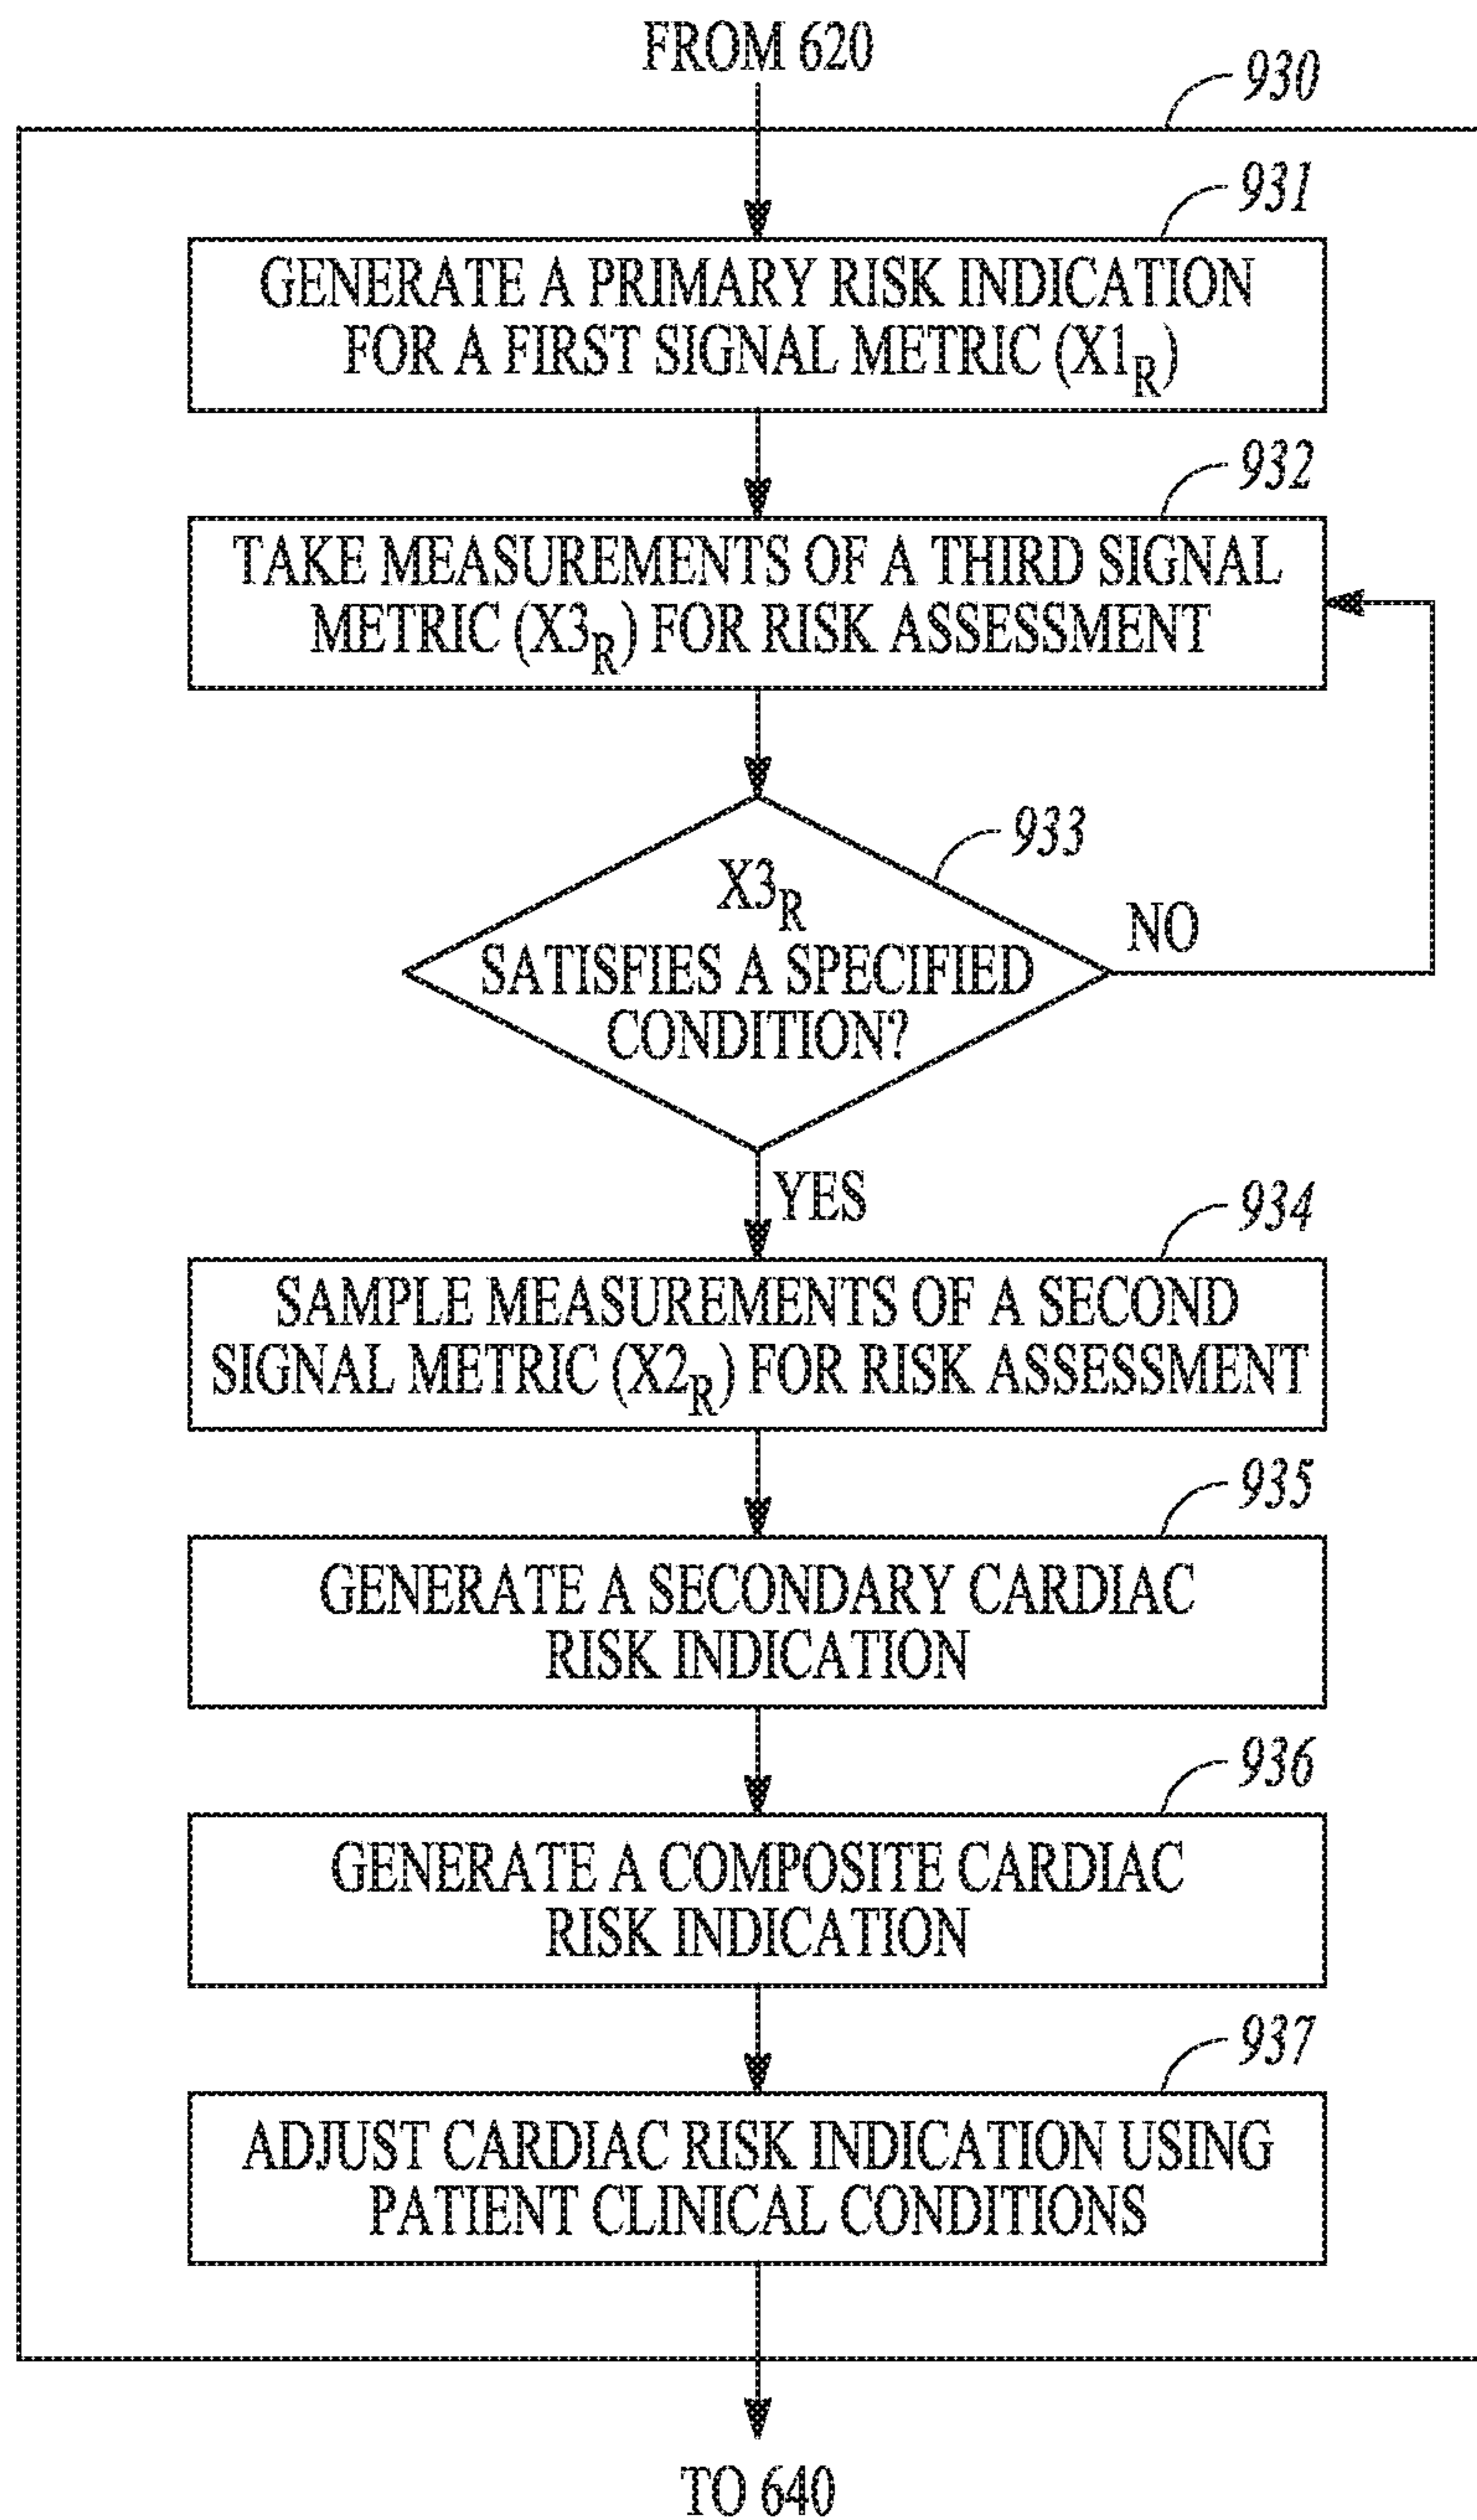 FROM 620
930
931
GENERATE A PRIMARY RISK INDICATION
FOR A FIRST SIGNAL METRIC (X1R)
932
TAKE MEASUREMENTS OF A THIRD SIGNAL
METRIC (X3R) FOR RISK ASSESSMENT
933
X3R
SATISFIES A SPECIFIED
CONDITION?
NO
YES
934
SAMPLE MEASUREMENTS OF A SECOND
SIGNAL METRIC (X2R) FOR RISK ASSESSMENT
935
GENERATE A SECONDARY CARDIAC
RISK INDICATION
936
GENERATE A COMPOSITE CARDIAC
RISK INDICATION
937
ADJUST CARDIAC RISK INDICATION USING
PATIENT CLINICAL CONDITIONS
TO 640